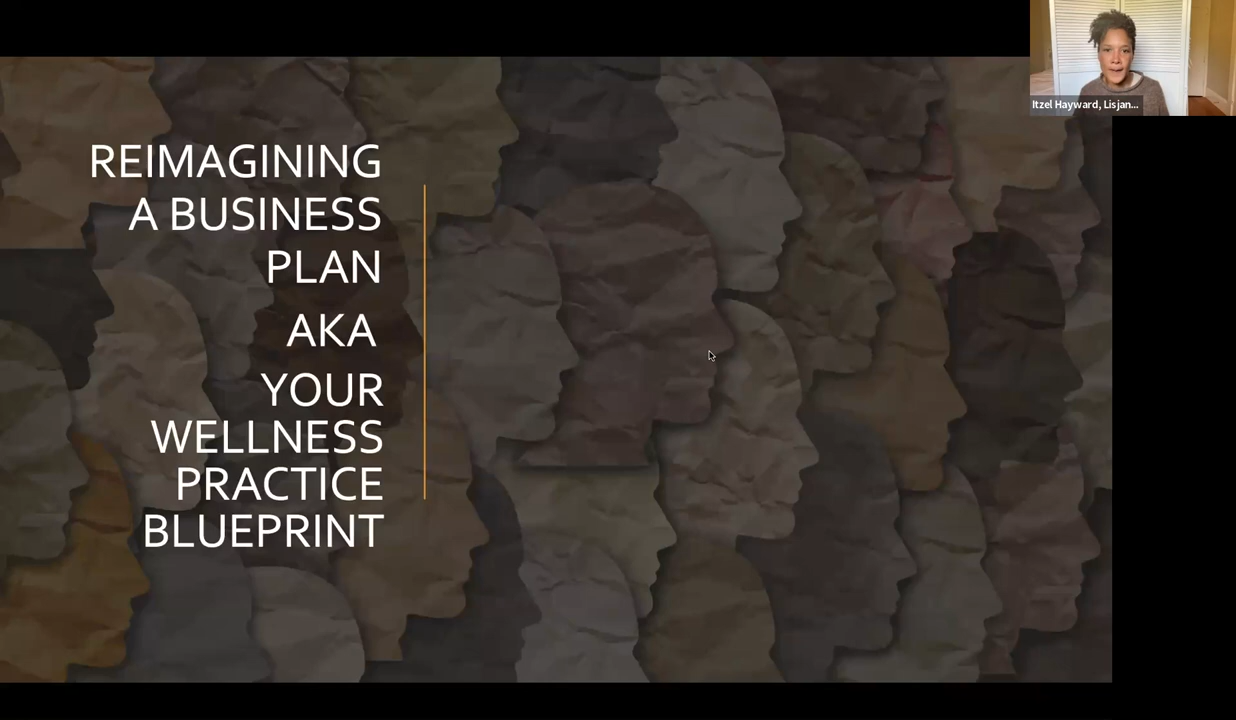 REIMAGINING
A BUSINESS
PLAN
AKA
YOUR
WELLNESS
PRACTICE
BLUEPRINT
Itzel Hayward, Lisjan...